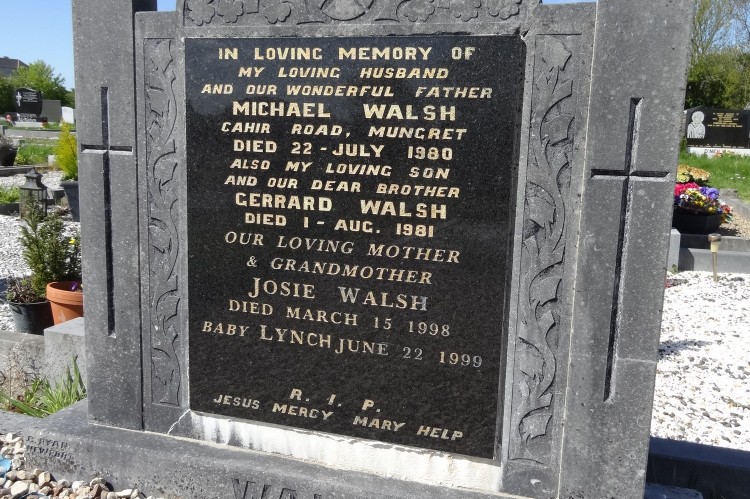 IN LOVING MEMORY OF
MY LOVING HUSBAND
AND OUR WONDERFUL FATHER
MICHAEL WALSH
CAHIR ROAD, MUNGRET
DIED 22-JULY 1980
ALSO MY LOVING SON
AND OUR DEAR BROTHER
GERRARD WALSH
DIED 1-AUG. 1981
OUR LOVING MOTHER
& GRANDMOTHER
JOSIE WALSH
DIED MARCH 15 1998
BABY LYNCH JUNE 22 1999
R. I. P.
JESUS MERCY MARY HELP
RYAN